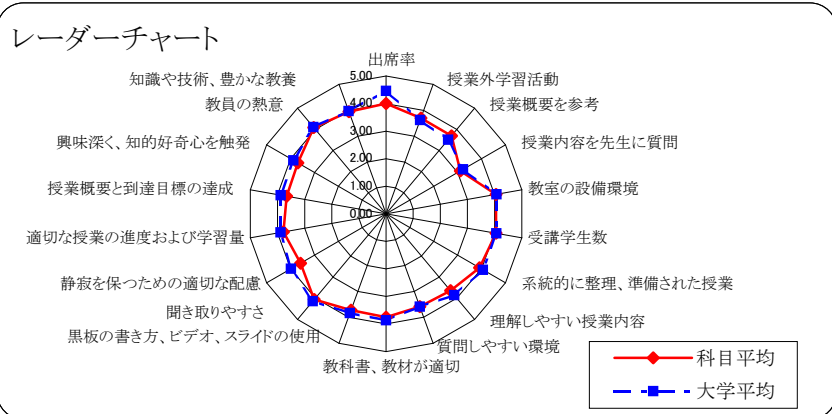 レーダーチャート
出席率
授業外学習活動
授業概要を参考
授業内容を先生に質問
教室の設備環境
受講学生数
系統的に整理、準備された授業
理解しやすい授業内容
質問しやすい環境
教科書、教材が適切
黒板の書き方、ビデオ、スライドの使用
聞き取りやすさ
静寂を保つための適切な配慮
適切な授業の進度および学習量
授業概要と到達目標の達成
興味深く、知的好奇心を触発
教員の熱意
知識や技術、豊かな教養
5.00
4.00
3.00
2.00
1.00
0.00
科目平均
大学平均